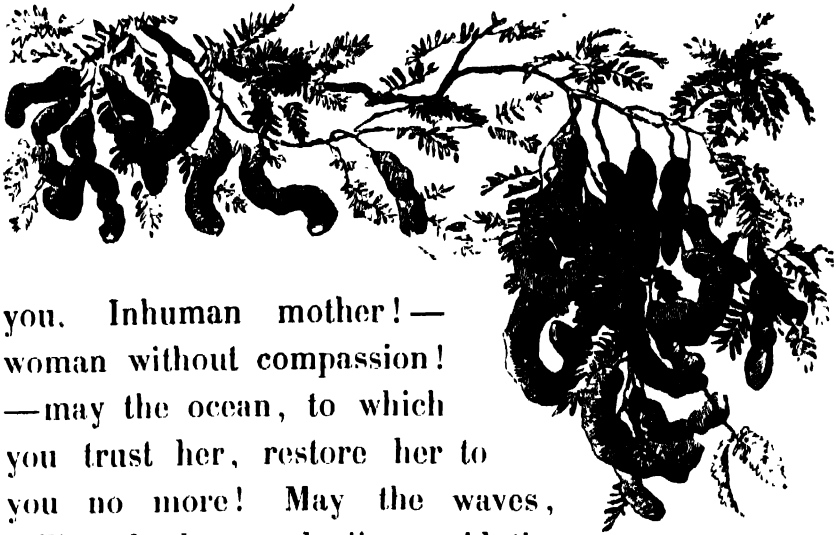 you. Inhuman mother!—
woman without compassion!
—may the ocean, to which
you trust her, restore her to
you no more! May the waves,